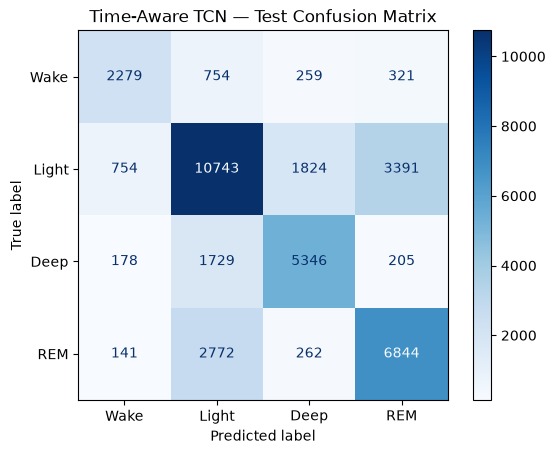 Time-Aware TCN — Test Confusion Matrix
Wake 2279 754 259 321
Light 754 10743 1824 3391
Deep 178 1729 5346 205
REM 141 2772 262 6844
Wake Light Deep REM
Predicted label
True label
10000
8000
6000
4000
2000